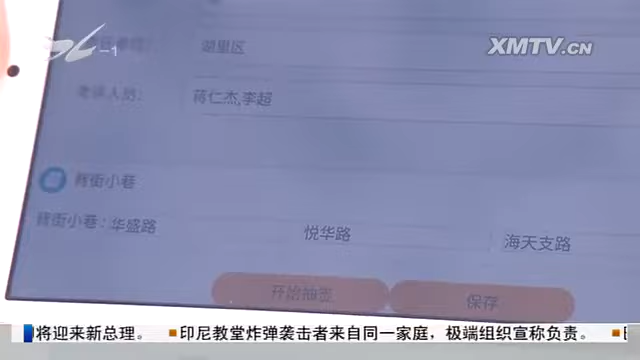 XMTV.CN
湖里区
考评人员：
蒋仁杰,李超
背街小巷
背街小巷：华盛路
悦华路
海天支路
开始抽签
保存
将迎来新总理。 ■印尼教堂炸弹袭击者来自同一家庭，极端组织宣称负责。